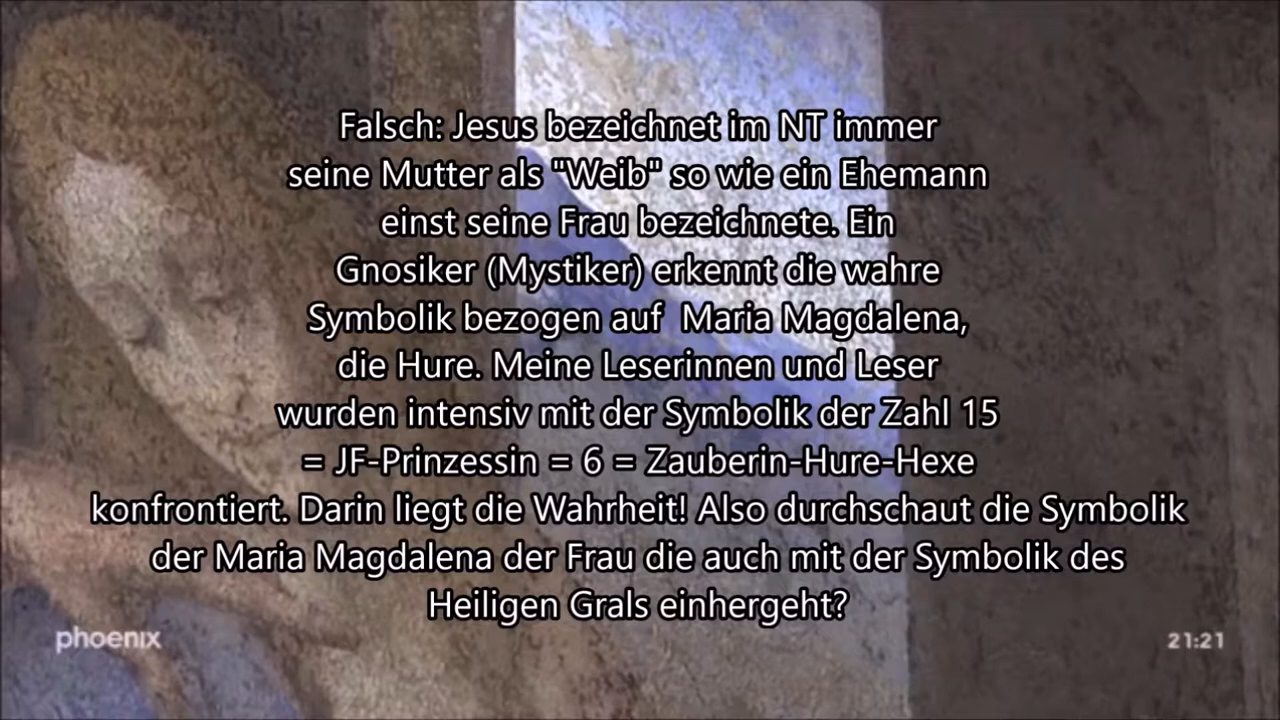 Falsch: Jesus bezeichnet im NT immer
seine Mutter als "Weib" so wie ein Ehemann
einst seine Frau bezeichnete. Ein
Gnosiker (Mystiker) erkennt die wahre
Symbolik bezogen auf  Maria Magdalena,
die Hure. Meine Leserinnen und Leser
wurden intensiv mit der Symbolik der Zahl 15
= JF-Prinzessin = 6 = Zauberin-Hure-Hexe
konfrontiert. Darin liegt die Wahrheit! Also durchschaut die Symbolik
der Maria Magdalena der Frau die auch mit der Symbolik des
Heiligen Grals einhergeht?
phoenix
21:21